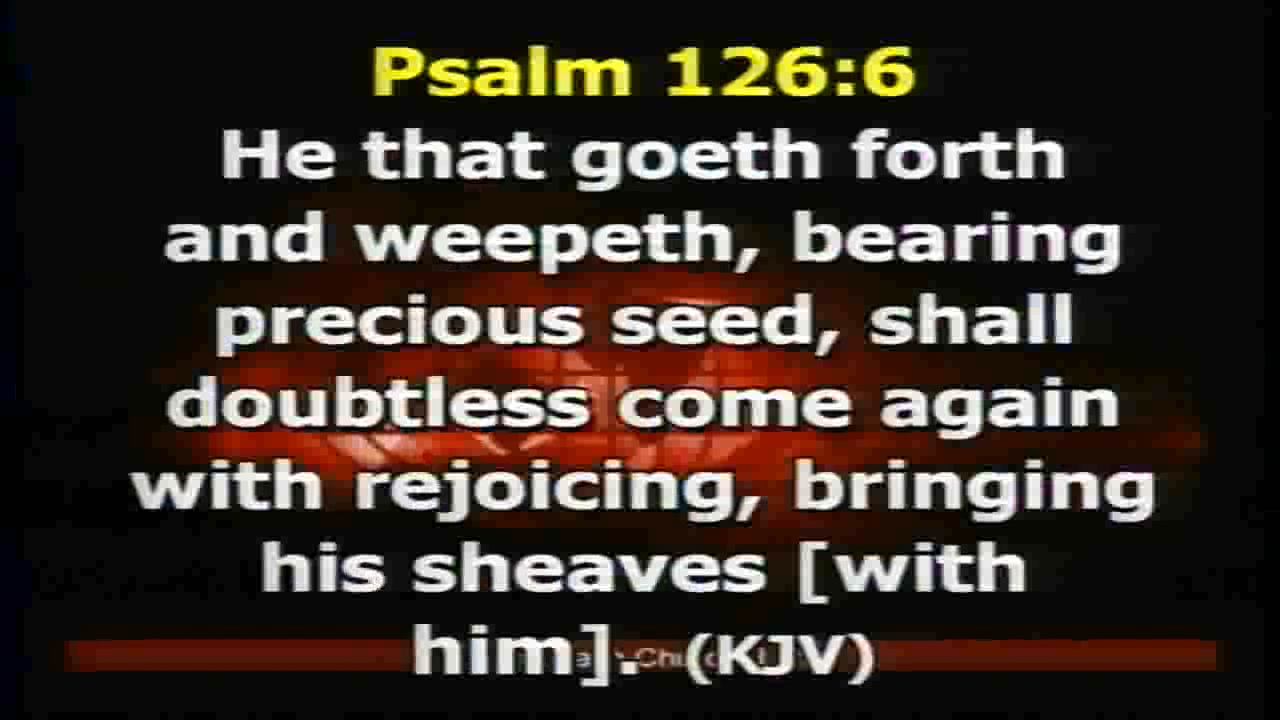 Psalm 126:6
He that goeth forth
and weepeth, bearing
precious seed, shall
doubtless come again
with rejoicing, bringing
his sheaves [with
him]. (KJV)